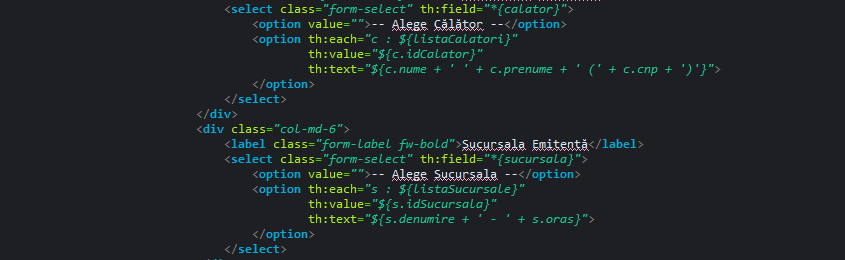 <select class="form-select" th:field="*{calator}">
<option value="">-- Alege Călător --</option>
<option th:each="c : ${listaCalatori}"
th:value="${c.idCalator}"
th:text="${c.nume + ' ' + c.prenume + ' (' + c.cnp + ')'}">
</option>
</select>
</div>
<div class="col-md-6">
<label class="form-label fw-bold">Sucursala Emitentă</label>
<select class="form-select" th:field="*{sucursala}">
<option value="">-- Alege Sucursala --</option>
<option th:each="s : ${listaSucursale}"
th:value="${s.idSucursala}"
th:text="${s.denumire + ' - ' + s.oras}">
</option>
</select>